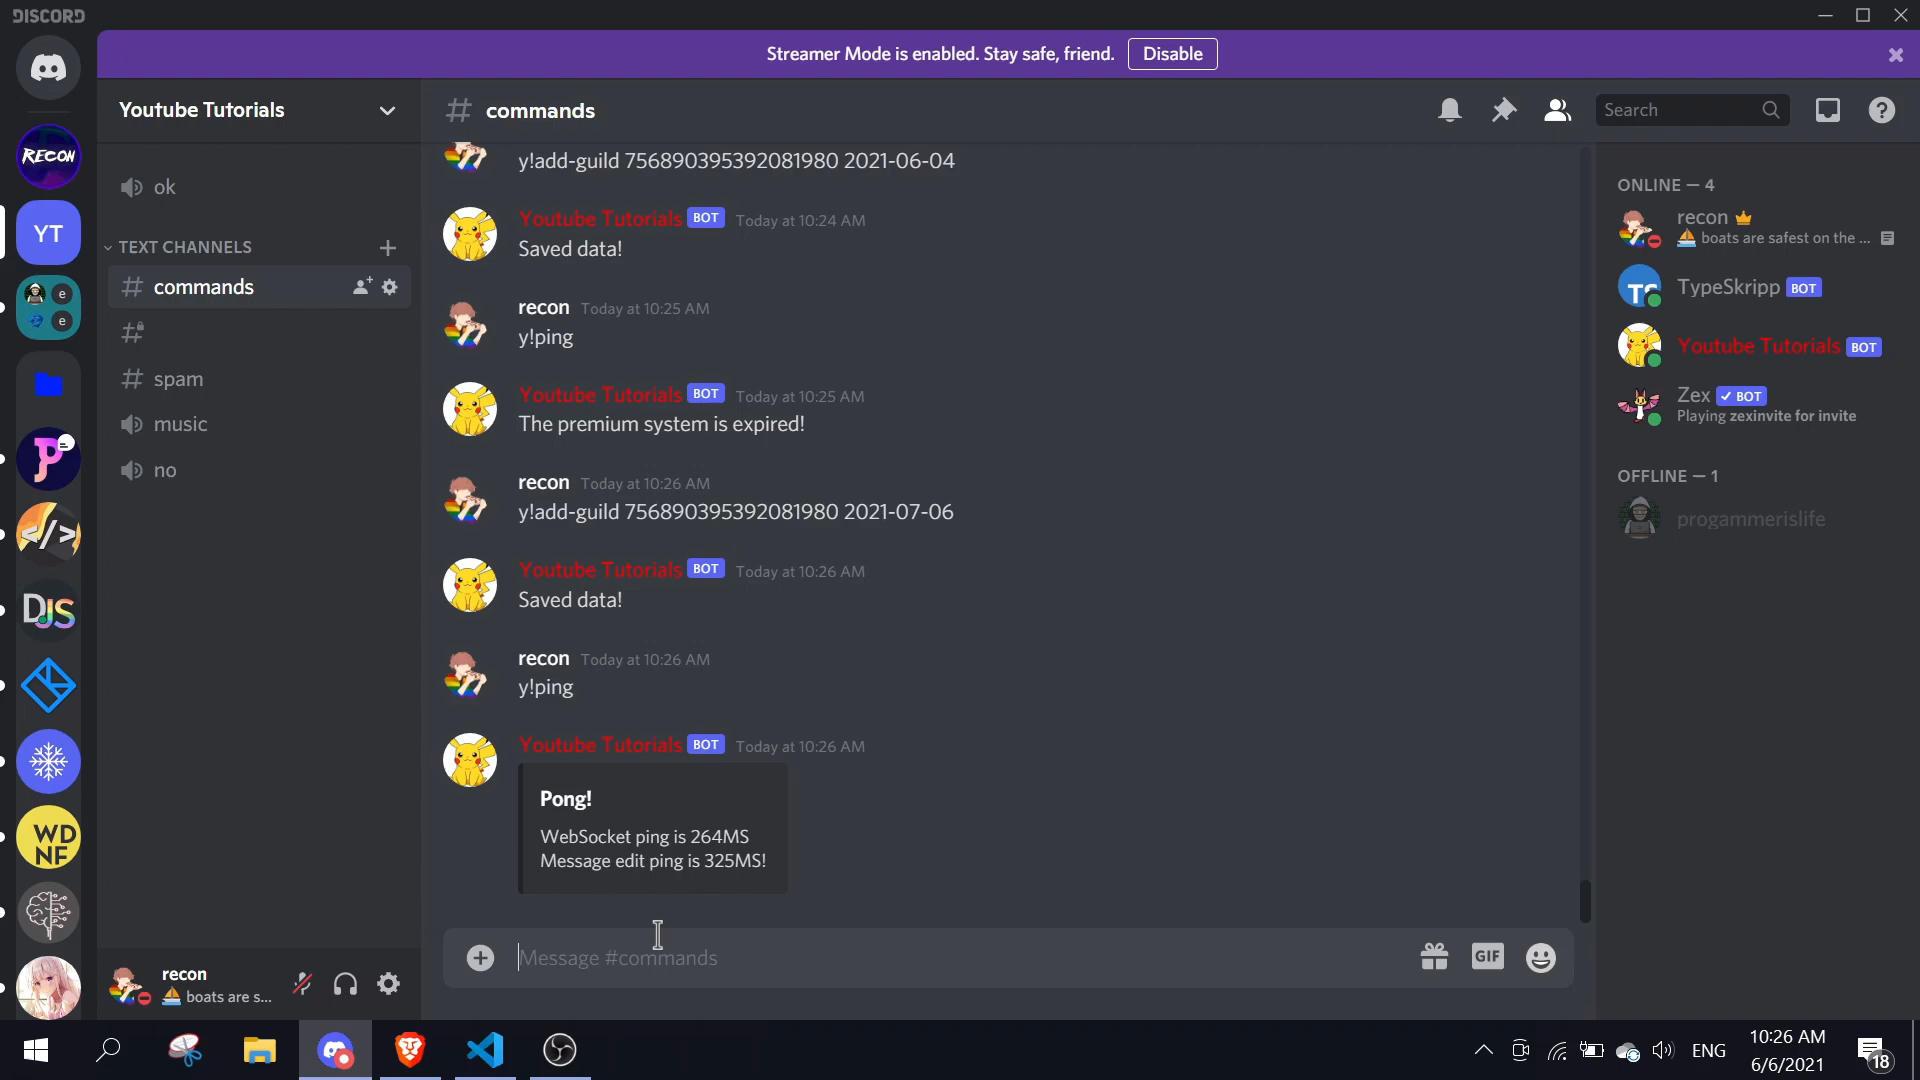 DISCORD
Streamer Mode is enabled. Stay safe, friend.
Disable
Youtube Tutorials
# commands
Search
RECON
YT
e
e
P
</>
DJS
WD
NF
ok
TEXT CHANNELS
commands
spam
music
no
y!add-guild 756890395392081980 2021-06-04
Youtube Tutorials BOT Today at 10:24 AM
Saved data!
recon Today at 10:25 AM
y!ping
Youtube Tutorials BOT Today at 10:25 AM
The premium system is expired!
recon Today at 10:26 AM
y!add-guild 756890395392081980 2021-07-06
Youtube Tutorials BOT Today at 10:26 AM
Saved data!
recon Today at 10:26 AM
y!ping
Youtube Tutorials BOT Today at 10:26 AM
Pong!
WebSocket ping is 264MS
Message edit ping is 325MS!
Message #commands
GIF
ONLINE — 4
recon
boats are safest on the ...
TS
TypeSkripp BOT
Youtube Tutorials BOT
Zex ✓ BOT
Playing zexinvite for invite
OFFLINE — 1
progammerislife
recon
boats are s...
ENG
10:26 AM
6/6/2021
18